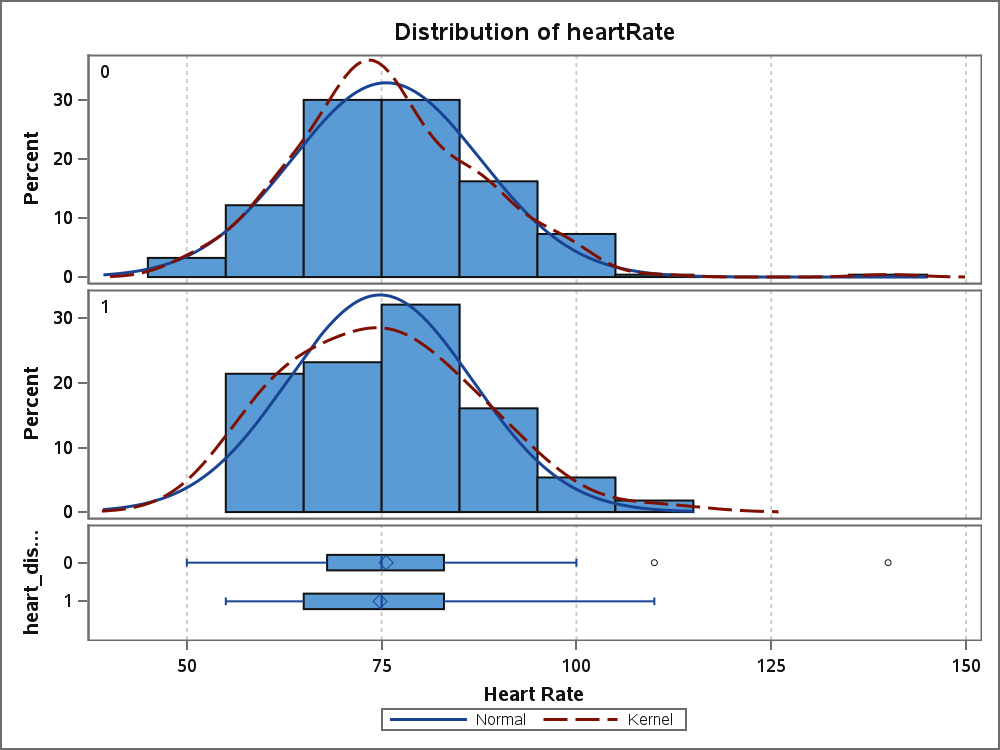 Distribution of heartRate
0
Percent
30
20
10
0
1
Percent
30
20
10
0
heart_dis...
0
1
50 75 100 125 150
Heart Rate
Normal Kernel